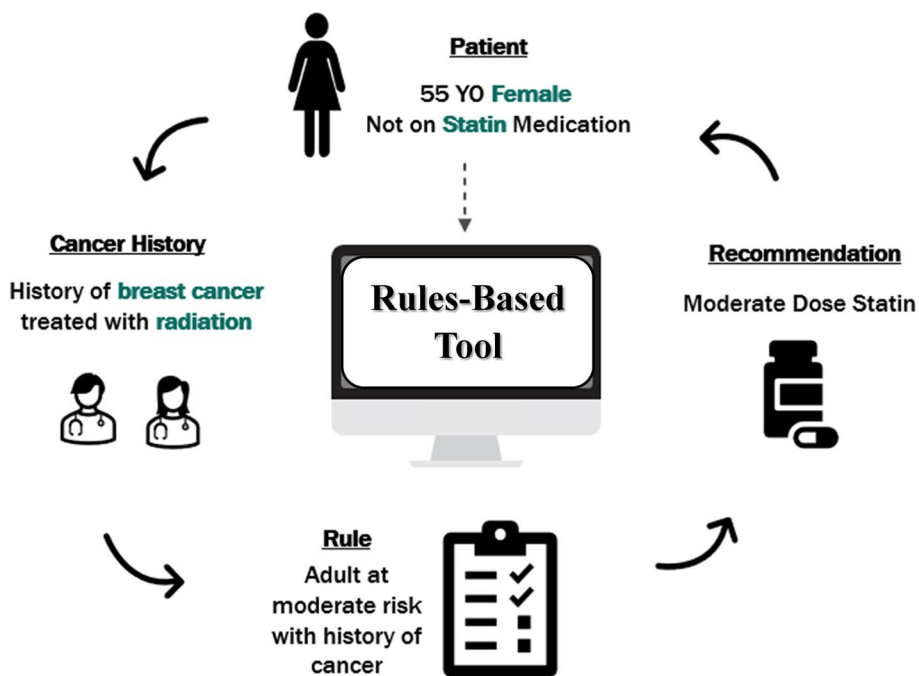 Patient
55 YO Female
Not on Statin Medication
Cancer History
History of breast cancer
treated with radiation
Rules-Based
Tool
Recommendation
Moderate Dose Statin
Rule
Adult at
moderate risk
with history of
cancer